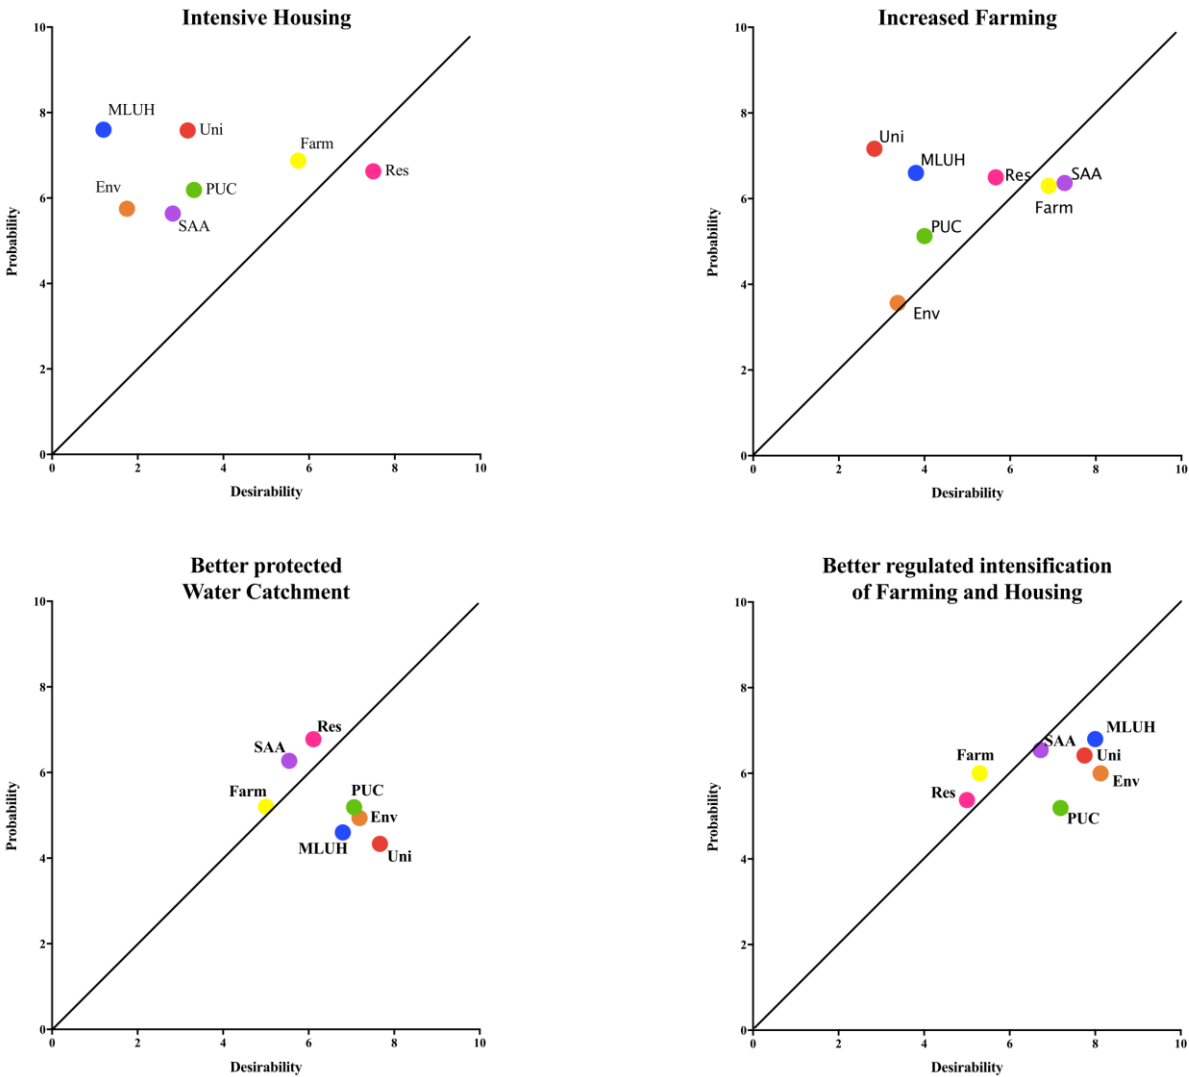 Intensive Housing
10
8
6
4
2
0
0 2 4 6 8 10
Probability
Desirability
MLUH
Uni
Farm
Res
Env
PUC
SAA
Increased Farming
10
8
6
4
2
0
0 2 4 6 8 10
Probability
Desirability
Uni
MLUH
Res
SAA
Farm
PUC
Env
Better protected
Water Catchment
10
8
6
4
2
0
0 2 4 6 8 10
Probability
Desirability
Res
SAA
Farm
PUC
Env
MLUH
Uni
Better regulated intensification
of Farming and Housing
10
8
6
4
2
0
0 2 4 6 8 10
Probability
Desirability
MLUH
SAA
Uni
Farm
Env
Res
PUC